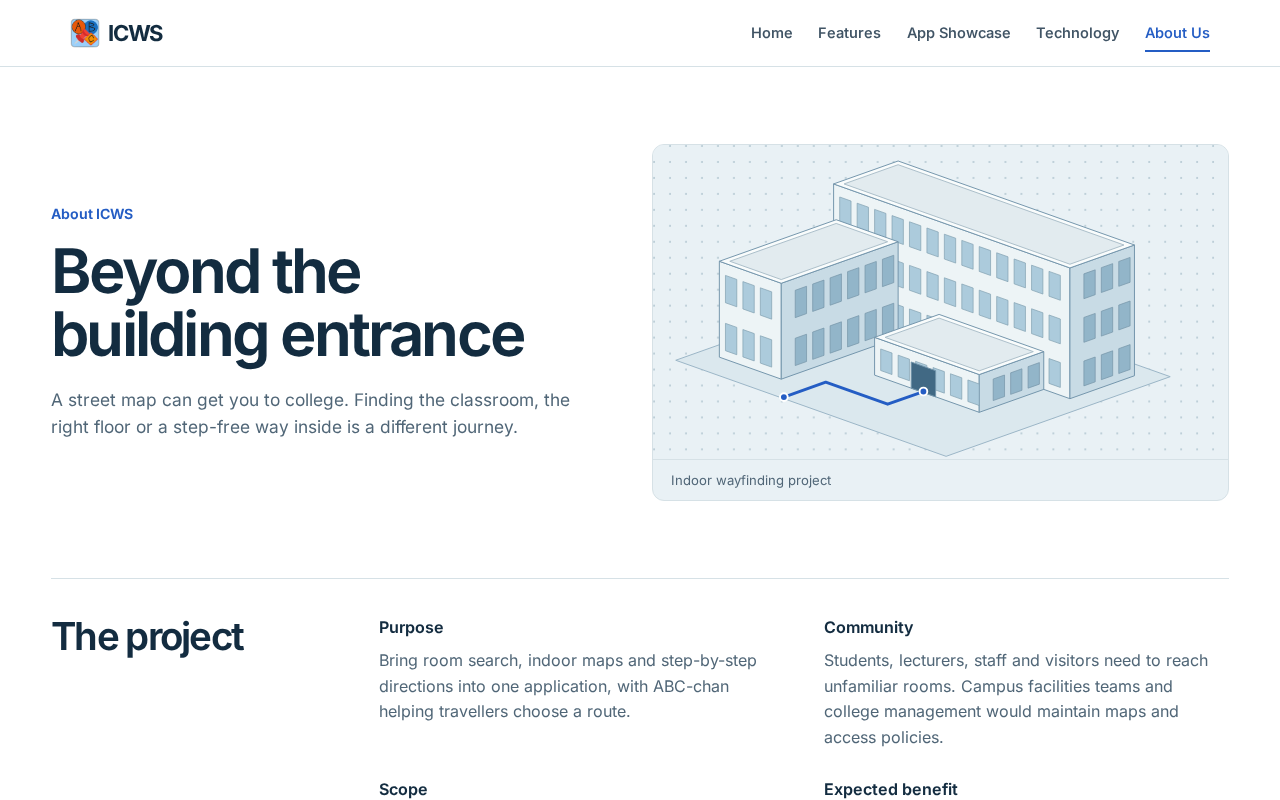 ICWS
Home
Features
App Showcase
Technology
About Us
About ICWS
Beyond the
building entrance
A street map can get you to college. Finding the classroom, the
right floor or a step-free way inside is a different journey.
Indoor wayfinding project
The project
Purpose
Bring room search, indoor maps and step-by-step
directions into one application, with ABC-chan
helping travellers choose a route.
Community
Students, lecturers, staff and visitors need to reach
unfamiliar rooms. Campus facilities teams and
college management would maintain maps and
access policies.
Scope
Expected benefit